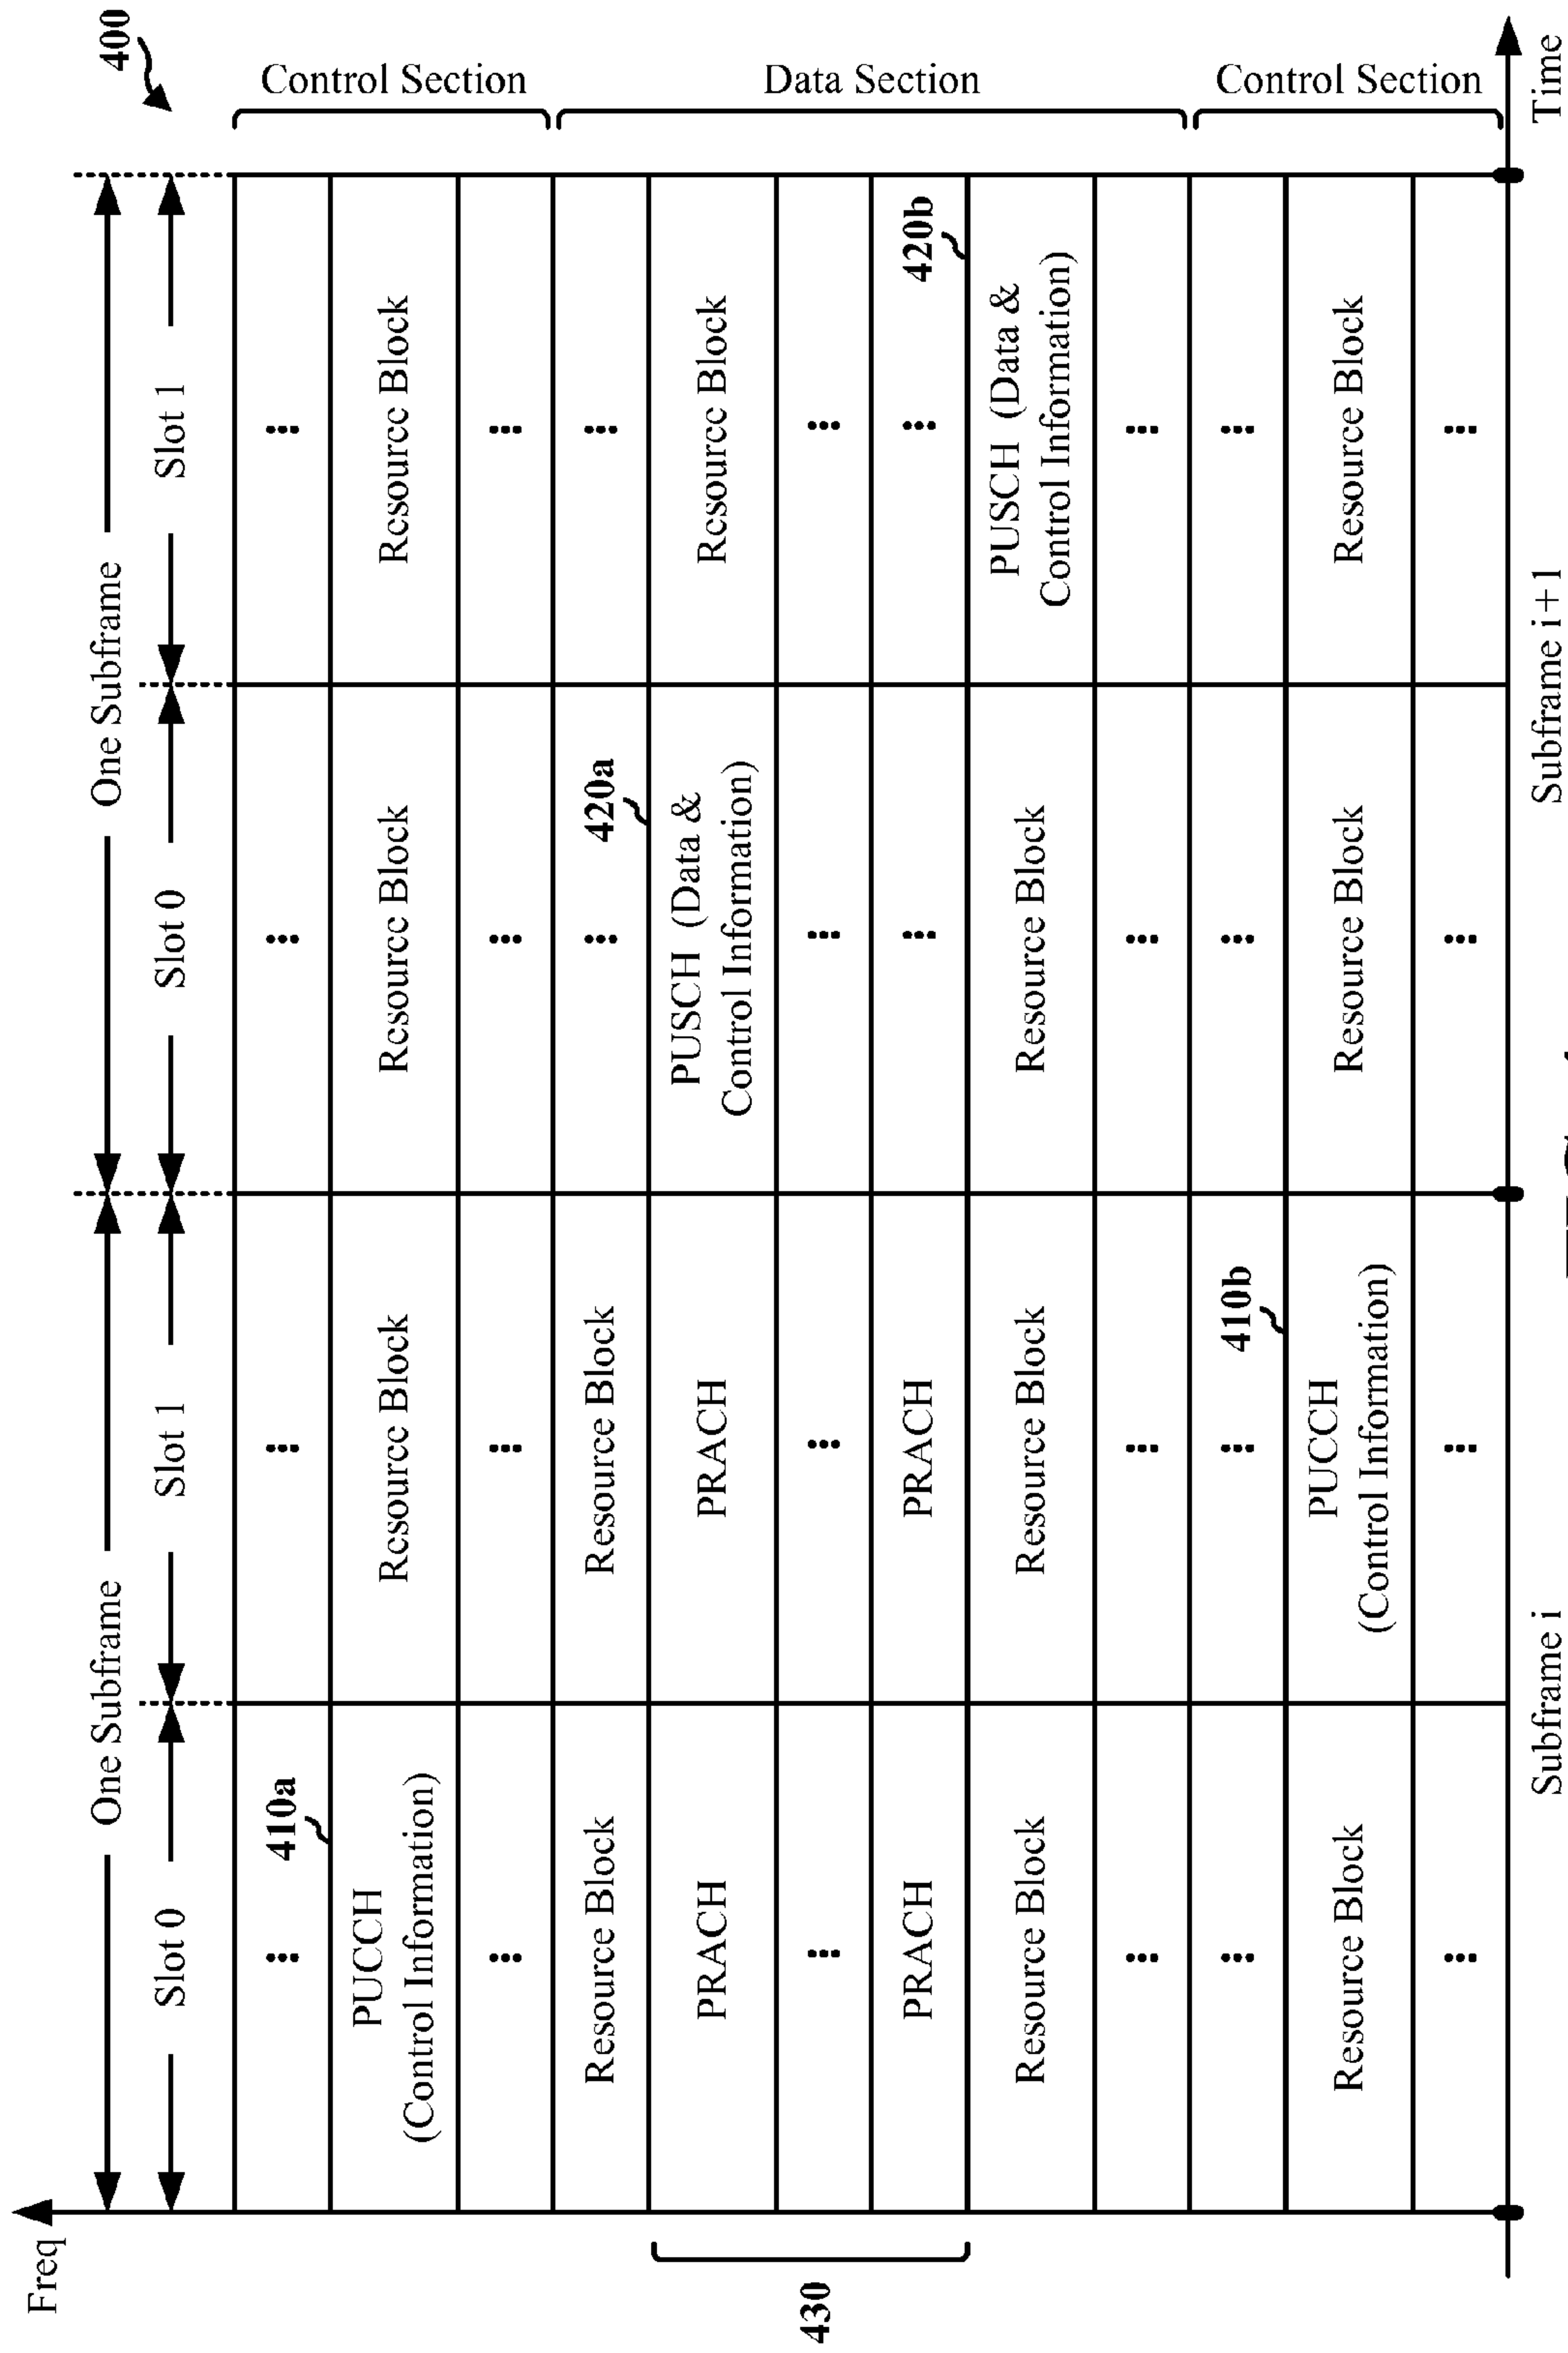 Freq
One Subframe
One Subframe
400
Slot 0
Slot 1
Slot 0
Slot 1
410a
Control Section
PUCCH
(Control Information)
Resource Block
Resource Block
Resource Block
420a
Resource Block
Resource Block
PRACH
PRACH
PUSCH (Data &
Control Information)
Resource Block
430
Data Section
420b
PRACH
PRACH
Resource Block
Resource Block
Resource Block
PUSCH (Data &
Control Information)
410b
Resource Block
PUCCH
(Control Information)
Resource Block
Resource Block
Control Section
Subframe i
Subframe i+1
Time